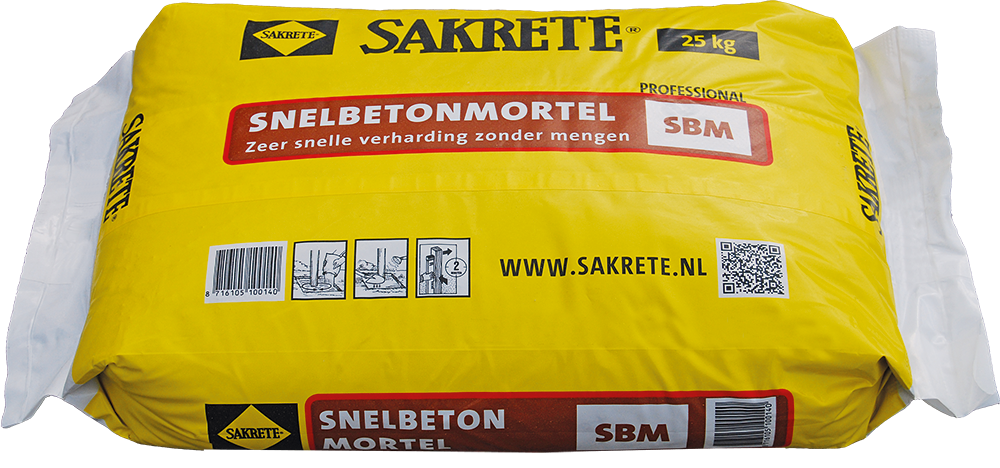 SAKRETE
SAKRETE®
25 kg
PROFESSIONAL
SNELBETONMORTEL
SBM
Zeer snelle verharding zonder mengen
SAKRETE®
SAKRETE
8 716105 100140
2
WWW.SAKRETE.NL
SAKRETE
SNELBETON
MORTEL
SBM